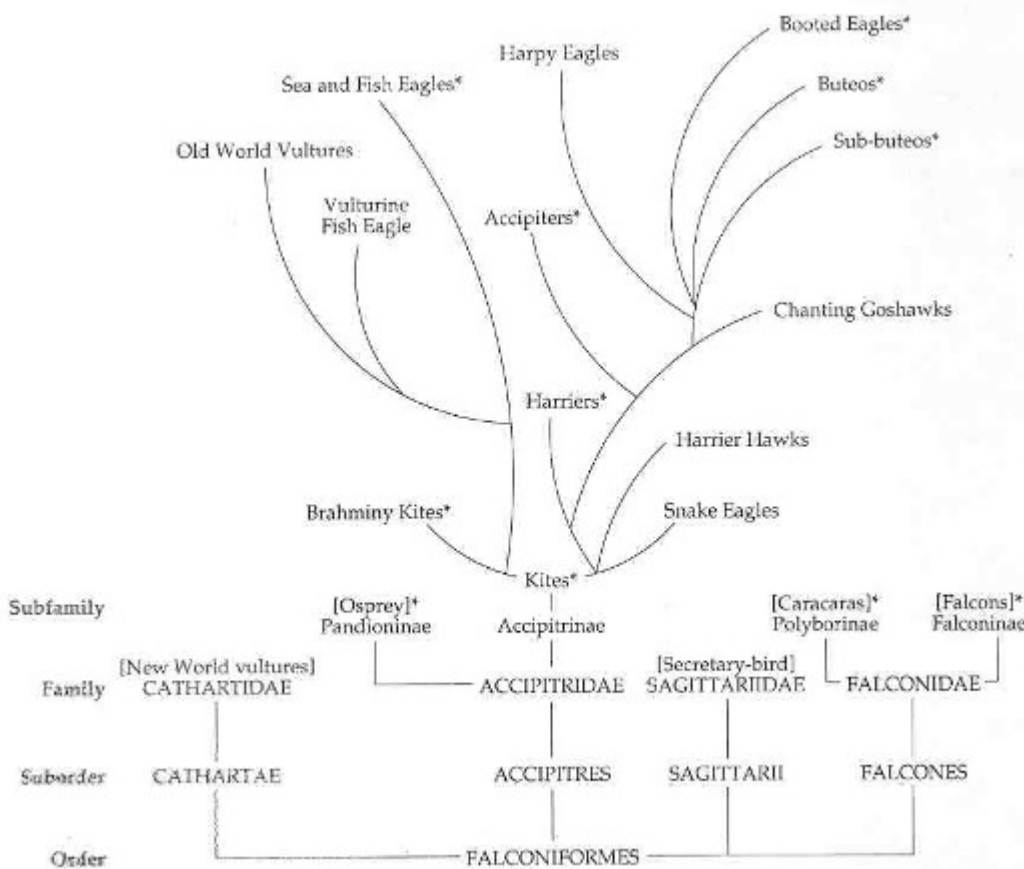 Booted Eagles*
Harpy Eagles
Sea and Fish Eagles*
Buteos*
Sub-buteos*
Old World Vultures
Vulturine
Fish Eagle
Accipiters*
Chanting Goshawks
Harriers*
Harrier Hawks
Brahminy Kites*
Snake Eagles
Kites*
Subfamily
[Osprey]*
Pandioninae
Accipitrinae
[Caracaras]*
Polyborinae
[Falcons]*
Falconinae
Family
[New World vultures]
CATHARTIDAE
ACCIPITRIDAE
[Secretary-bird]
SAGITTARIIDAE
FALCONIDAE
Suborder
CATHARTAE
ACCIPITRES
SAGITTARII
FALCONES
Order
FALCONIFORMES